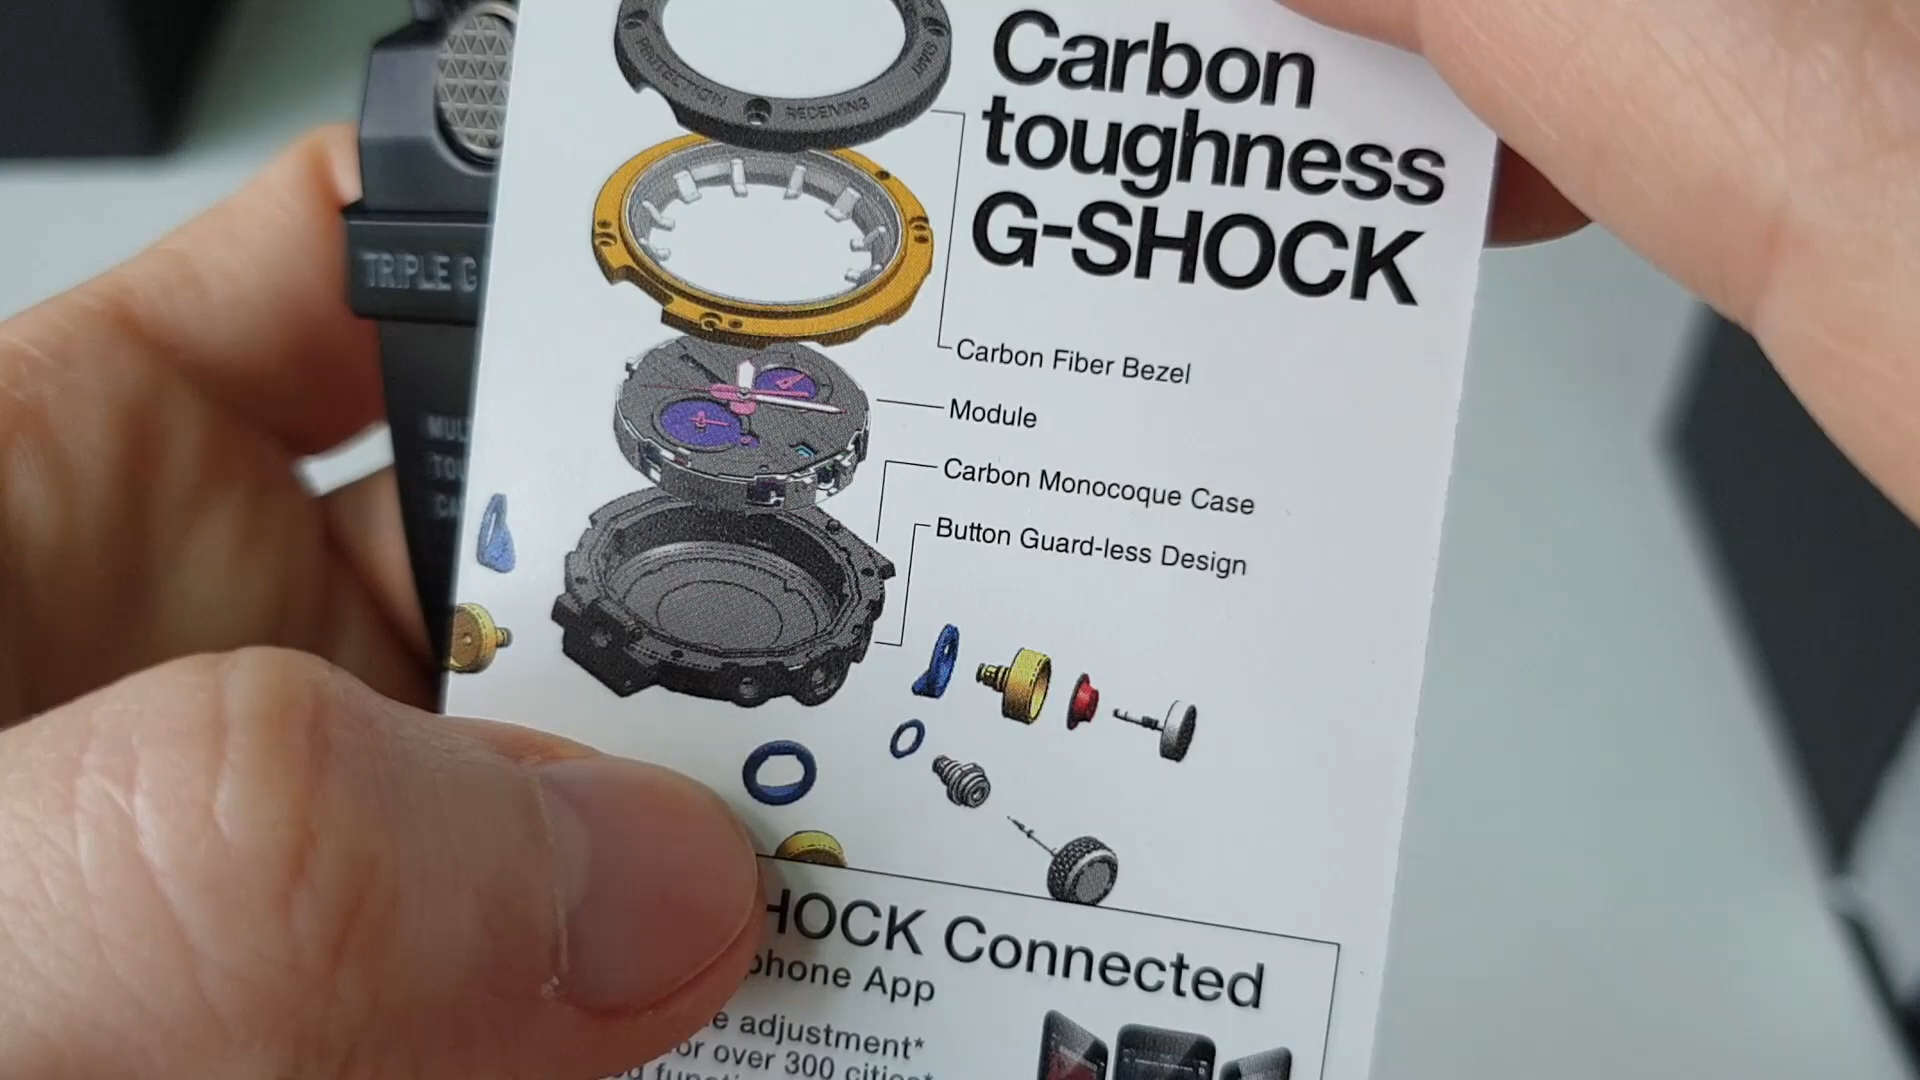 PROTECTION RECEIVING
Carbon
toughness
G-SHOCK
TRIPLE G
Carbon Fiber Bezel
Module
Carbon Monocoque Case
Button Guard-less Design
HOCK Connected
phone App
e adjustment*
or over 300 cities*